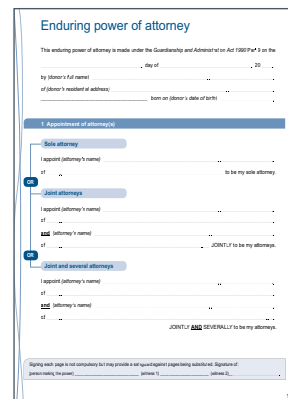 Enduring power of attorney
This enduring power of attorney is made under the Guardianship and Administration Act 1990 Part 9 on the
day of 20
by (donor's full name)
of (donor's residential address)
born on (donor's date of birth)
1 Appointment of attorney(s)
Sole attorney
I appoint (attorney's name)
of to be my sole attorney.
OR
Joint attorneys
I appoint (attorney's name)
of
and (attorney's name)
of JOINTLY to be my attorneys.
OR
Joint and several attorneys
I appoint (attorney's name)
of
and (attorney's name)
of
JOINTLY AND SEVERALLY to be my attorneys.
Signing each page is not compulsory but may provide a safeguard against pages being substituted. Signature of:
(person making the power) (witness 1) (witness 2)
1